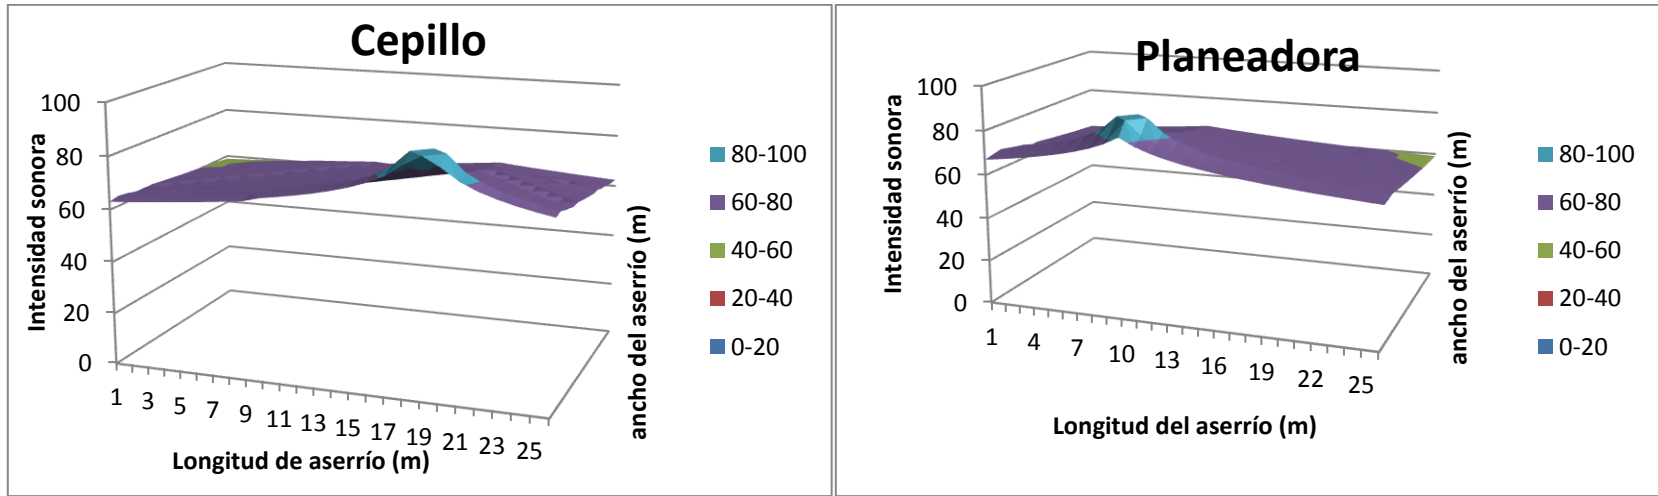 Cepillo
100
80
60
40
20
0
Intensidad sonora
1 3 5 7 9 11 13 15 17 19 21 23 25
Longitud de aserrío (m)
ancho del aserrío (m)
80-100
60-80
40-60
20-40
0-20
Planeadora
100
80
60
40
20
0
Intensidad sonora
1 4 7 10 13 16 19 22 25
Longitud del aserrío (m)
ancho del aserrío (m)
80-100
60-80
40-60
20-40
0-20